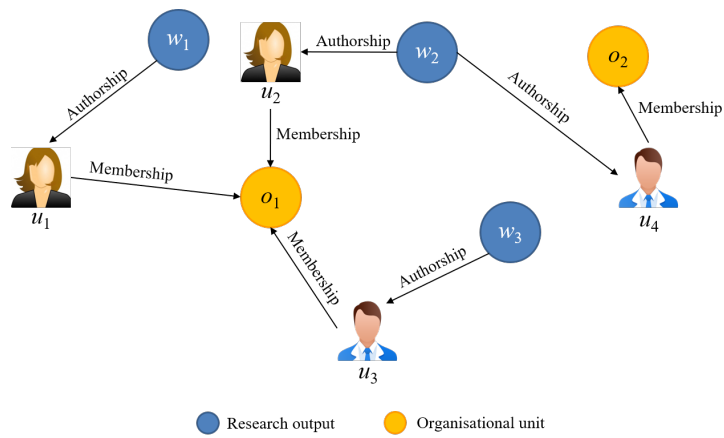 w1
Authorship
u1
Membership
u2
Authorship
w2
Membership
o1
Authorship
o2
Membership
u4
w3
Authorship
Membership
u3
Research output
Organisational unit